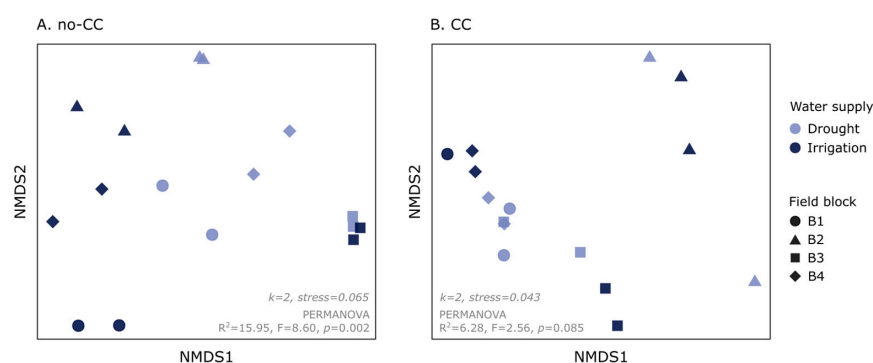 A. no-CC
B. CC
NMDS2
k=2, stress=0.065
PERMANOVA
R²=15.95, F=8.60, p=0.002
NMDS1
NMDS2
k=2, stress=0.043
PERMANOVA
R²=6.28, F=2.56, p=0.085
NMDS1
Water supply
Drought
Irrigation
Field block
B1
B2
B3
B4